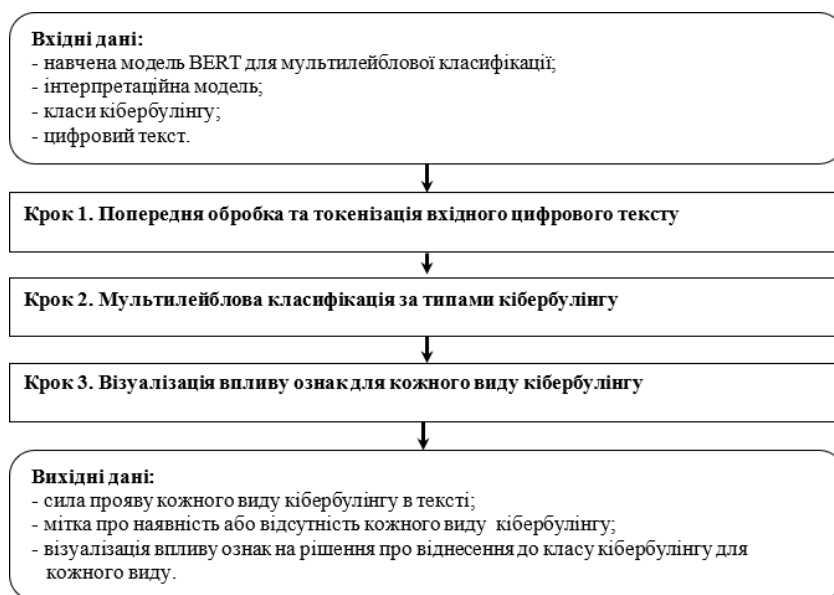 Вхідні дані:
- навчена модель BERT для мультилейблової класифікації;
- інтерпретаційна модель;
- класи кібербулінгу;
- цифровий текст.
Крок 1. Попередня обробка та токенізація вхідного цифрового тексту
Крок 2. Мультилейблова класифікація за типами кібербулінгу
Крок 3. Візуалізація впливу ознак для кожного виду кібербулінгу
Вихідні дані:
- сила прояву кожного виду кібербулінгу в тексті;
- мітка про наявність або відсутність кожного виду кібербулінгу;
- візуалізація впливу ознак на рішення про віднесення до класу кібербулінгу для
кожного виду.